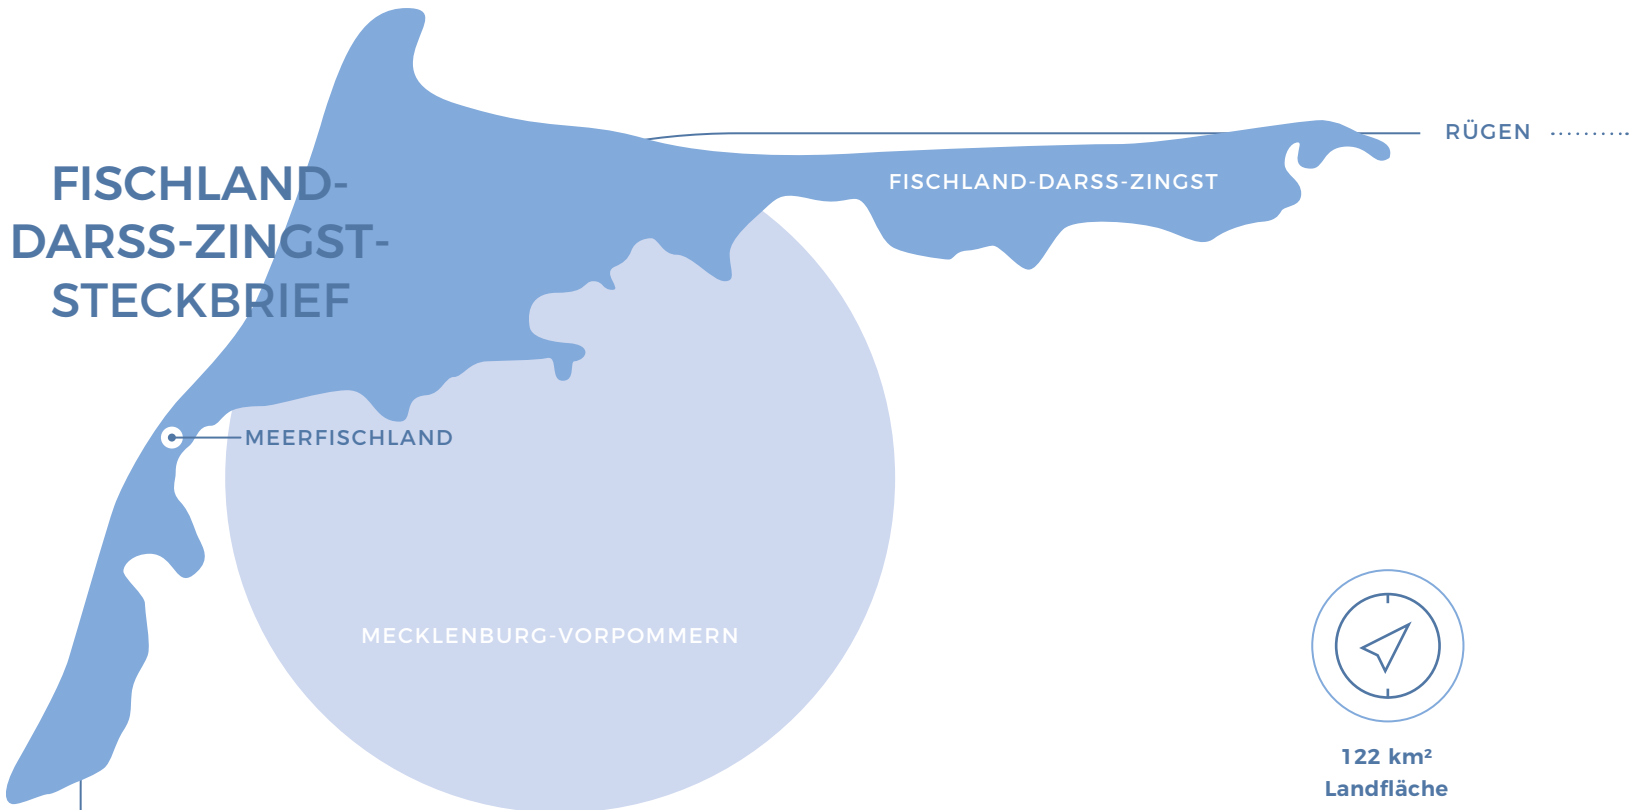 FISCHLAND-
DARSS-ZINGST-
STECKBRIEF
RÜGEN
FISCHLAND-DARSS-ZINGST
MEERFISCHLAND
MECKLENBURG-VORPOMMERN
122 km²
Landfläche